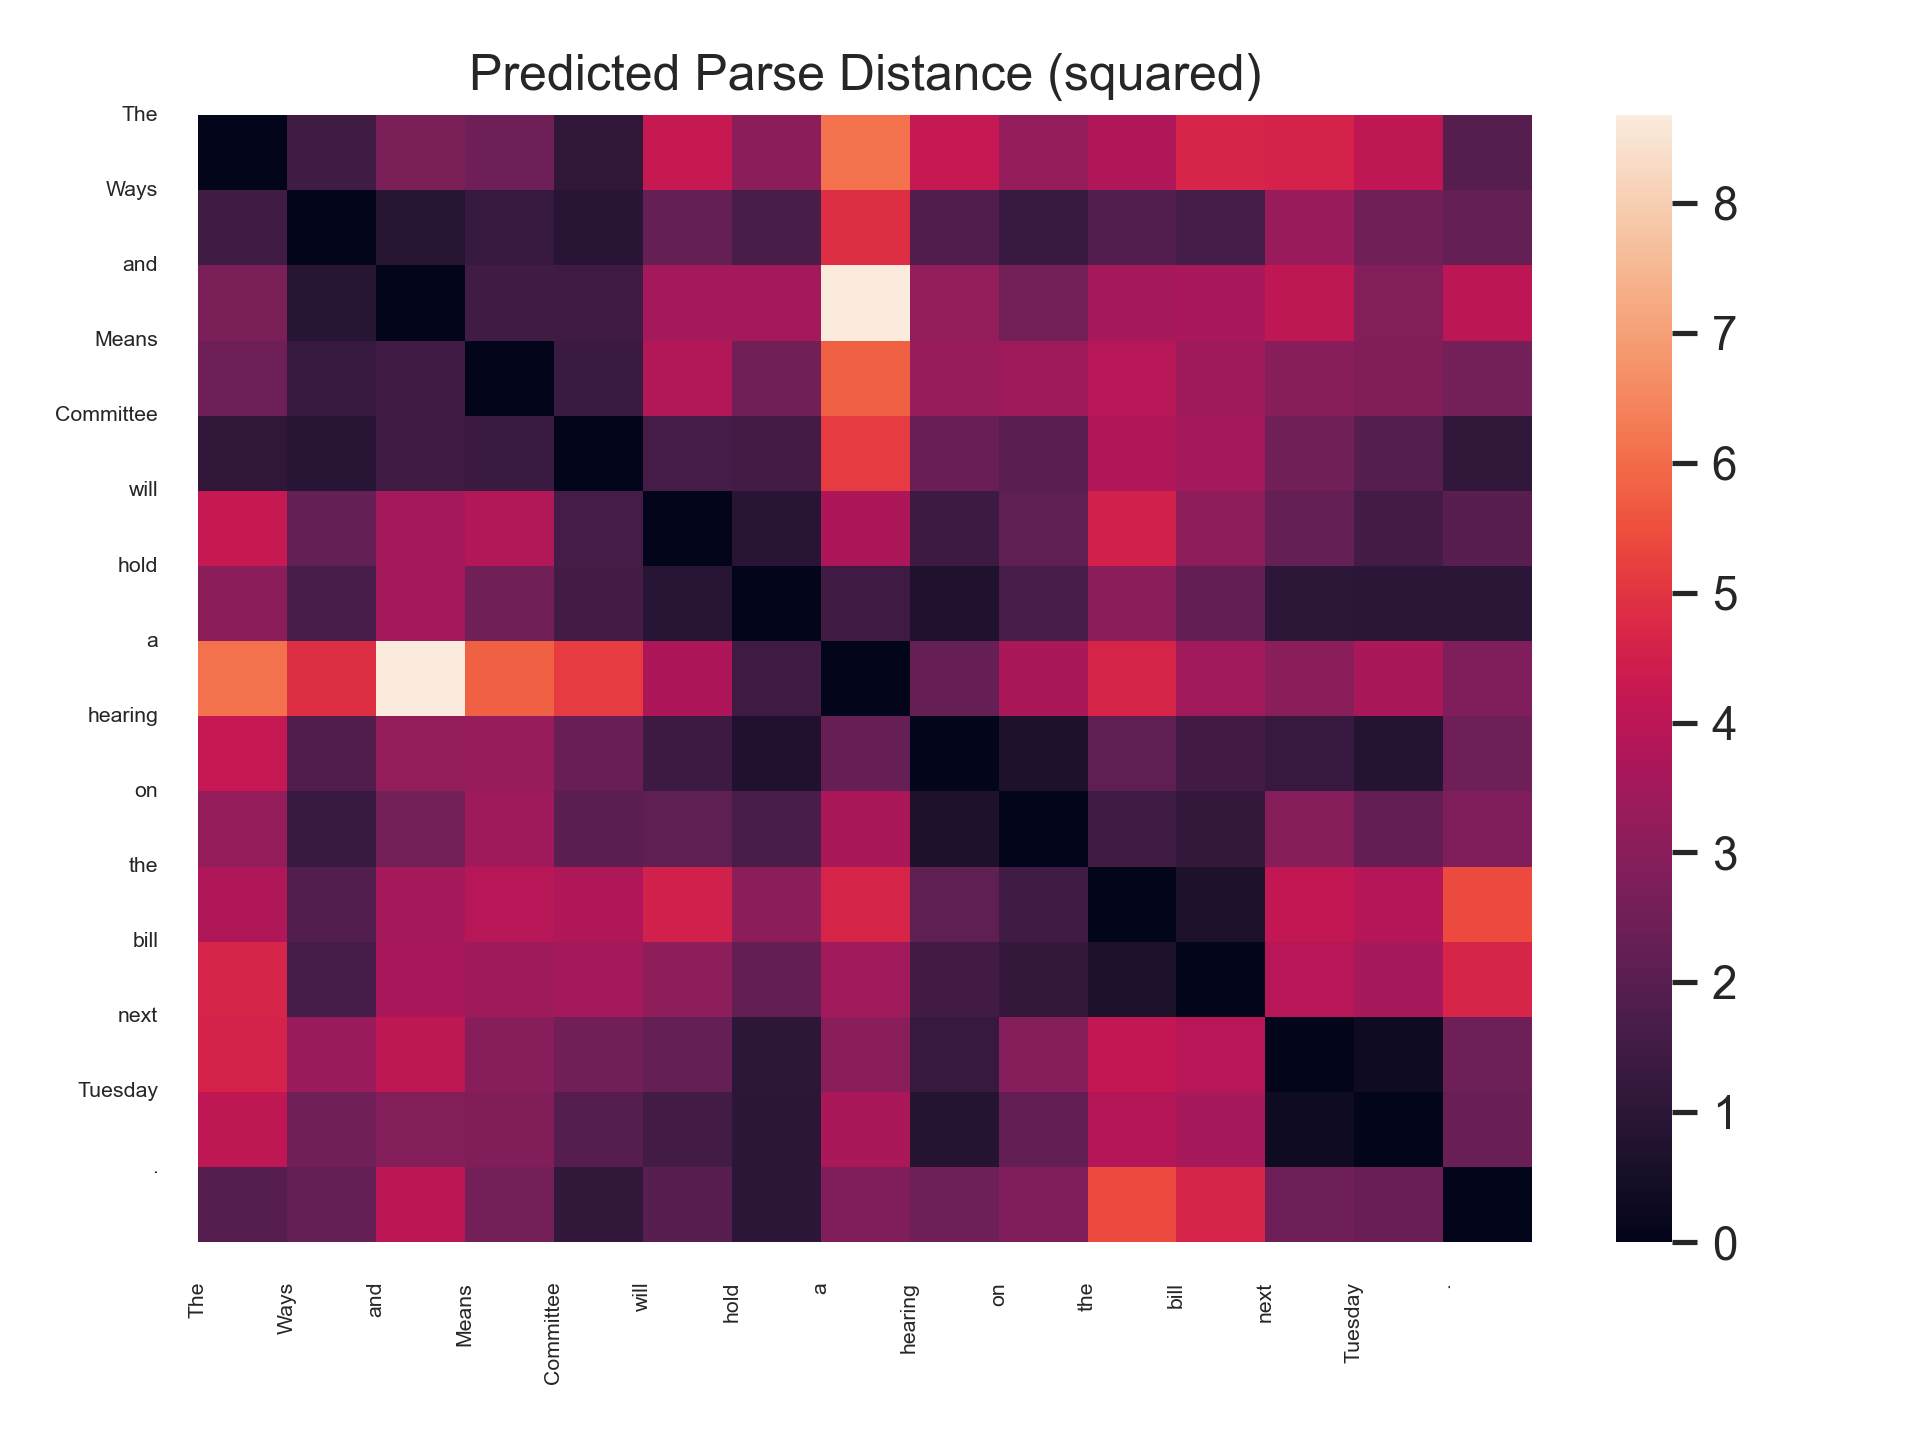 Predicted Parse Distance (squared)
The
Ways
and
Means
Committee
will
hold
a
hearing
on
the
bill
next
Tuesday
.
8
7
6
5
4
3
2
1
0
The
Ways
and
Means
Committee
will
hold
a
hearing
on
the
bill
next
Tuesday
.